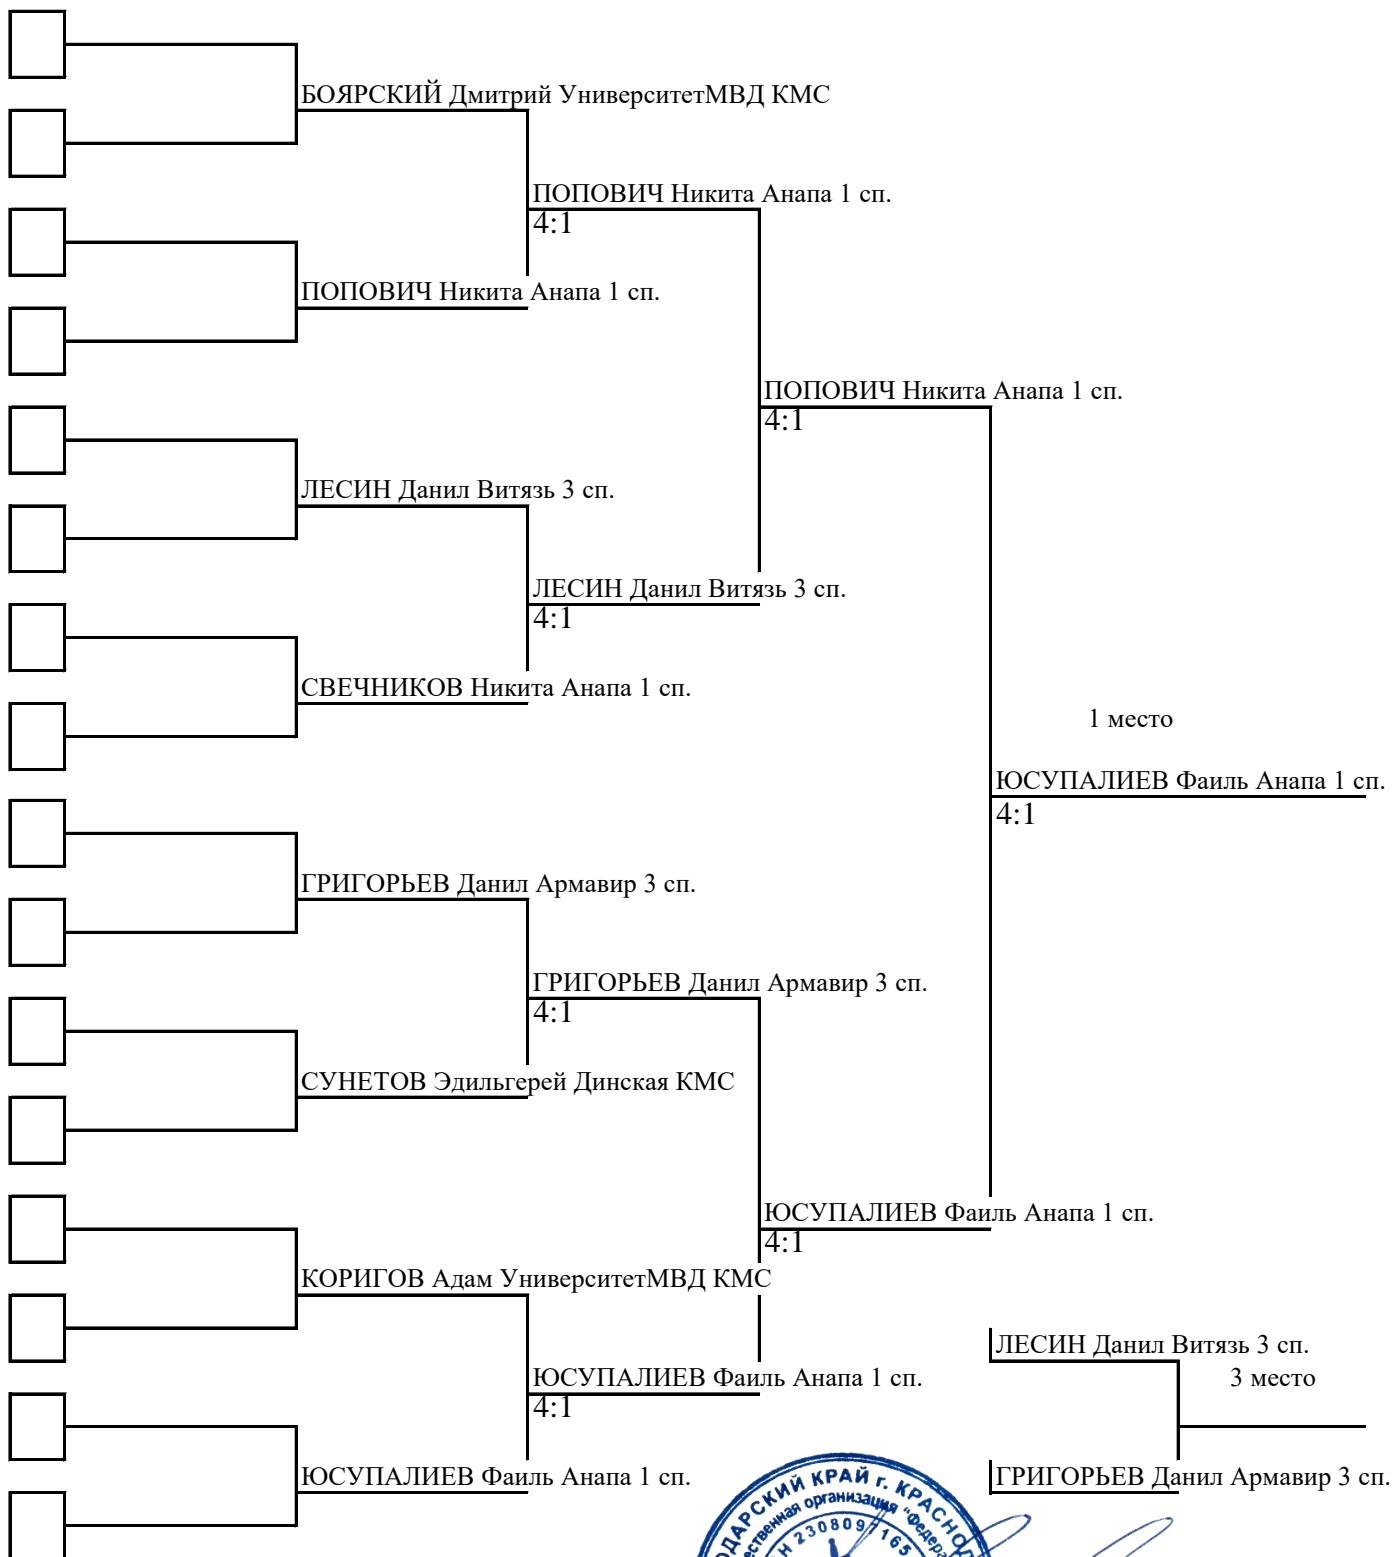 БОЯРСКИЙ Дмитрий УниверситетМВД КМС
ПОПОВИЧ Никита Анапа 1 сп.
4:1
ПОПОВИЧ Никита Анапа 1 сп.
ПОПОВИЧ Никита Анапа 1 сп.
4:1
ЛЕСИН Данил Витязь 3 сп.
ЛЕСИН Данил Витязь 3 сп.
4:1
СВЕЧНИКОВ Никита Анапа 1 сп.
1 место
ЮСУПАЛИЕВ Фаиль Анапа 1 сп.
4:1
ГРИГОРЬЕВ Данил Армавир 3 сп.
ГРИГОРЬЕВ Данил Армавир 3 сп.
4:1
СУНЕТОВ Эдильгерей Динская КМС
ЮСУПАЛИЕВ Фаиль Анапа 1 сп.
4:1
КОРИГОВ Адам УниверситетМВД КМС
ЛЕСИН Данил Витязь 3 сп.
ЮСУПАЛИЕВ Фаиль Анапа 1 сп.
3 место
4:1
ЮСУПАЛИЕВ Фаиль Анапа 1 сп.
ГРИГОРЬЕВ Данил Армавир 3 сп.
КРАЙ г.
организация
2308097165